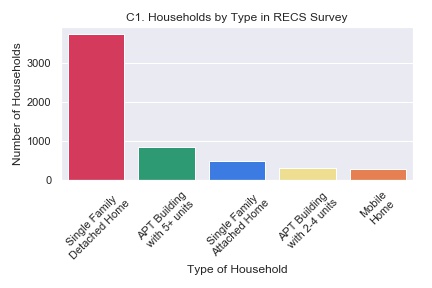 C1. Households by Type in RECS Survey
Number of Households
3000
2000
1000
0
Single Family
Detached Home
APT Building
with 5+ units
Single Family
Attached Home
APT Building
with 2-4 units
Mobile
Home
Type of Household